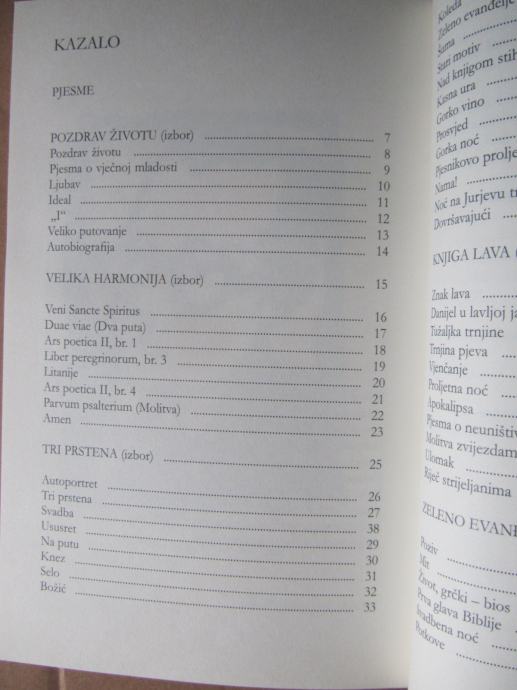 KAZALO
PJESME
POZDRAV ŽIVOTU (izbor) 7
Pozdrav životu 8
Pjesma o vječnoj mladosti 9
Ljubav 10
Ideal 11
„I“ 12
Veliko putovanje 13
Autobiografija 14
VELIKA HARMONIJA (izbor) 15
Veni Sancte Spiritus 16
Duae viae (Dva puta) 17
Ars poetica II, br. 1 18
Liber peregrinorum, br. 3 19
Litanije 20
Ars poetica II, br. 4 21
Parvum psalterium (Molitva) 22
Amen 23
TRI PRSTENA (izbor) 25
Autoportret 26
Tri prstena 27
Svadba 38
Ususret 29
Na putu 30
Knez 31
Selo 32
Božić 33
Koleda
Zeleno evanđelje
Šuma
Stari motiv
Nad knjigom stih
Kasna ura
Gorko vino
Prosvjed
Gorka noć
Pjesnikovo prolje
Nama!
Noć na Jurjevu t
Dovršavajući
KNJIGA LAVA (
Znak lava
Danijel u lavljoj ja
Tužaljka trnjine
Trnjina pjeva
Vjenčanje
Proljetna noć
Apokalipsa
Pjesma o neuništiv
Molitva zvijezdam
Ulomak
Riječ strijeljanima
ZELENO EVANĐ
Poziv
Mit
Život, grčki – bios
Prva glava Biblije
Svadbena noć
Potkove